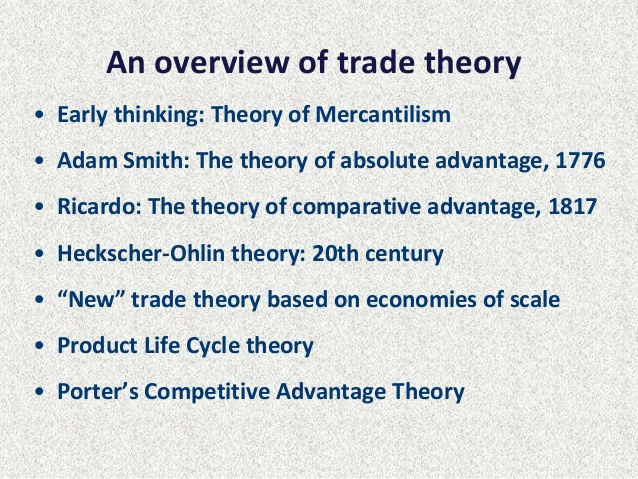 An overview of trade theory
• Early thinking: Theory of Mercantilism
• Adam Smith: The theory of absolute advantage, 1776
• Ricardo: The theory of comparative advantage, 1817
• Heckscher-Ohlin theory: 20th century
• “New” trade theory based on economies of scale
• Product Life Cycle theory
• Porter’s Competitive Advantage Theory